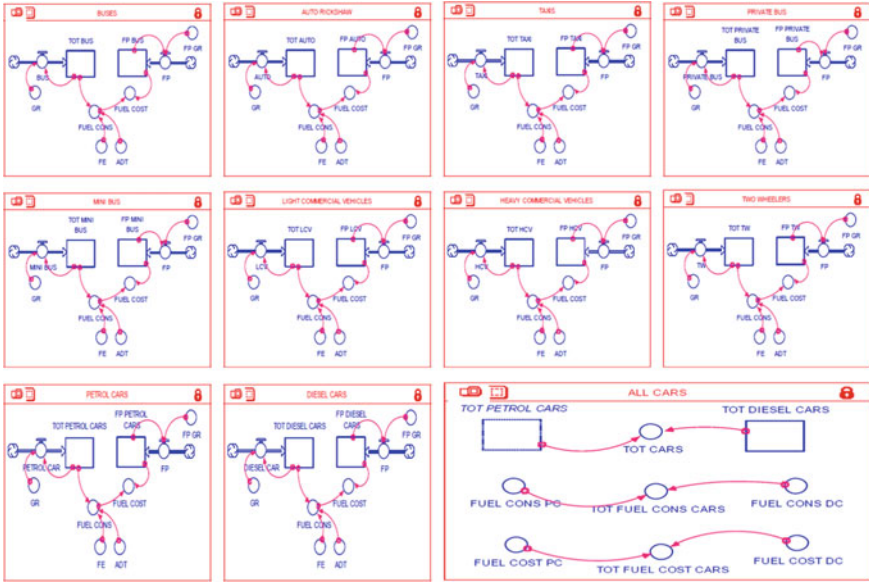 BUSES
TOT BUS
FP BUS
FP GR
BUS
FP
GR
FUEL COST
FUEL CONS
FE
ADT
AUTO RICKSHAW
TOT AUTO
FP AUTO
FP GR
AUTO
FP
GR
FUEL COST
FUEL CONS
FE
ADT
TAXIS
TOT TAXI
FP TAXI
FP GR
TAXI
FP
GR
FUEL COST
FUEL CONS
FE
ADT
PRIVATE BUS
TOT PRIVATE
BUS
FP PRIVATE
BUS
FP GR
PRIVATE BUS
FP
GR
FUEL COST
FUEL CONS
FE
ADT
MINI BUS
TOT MINI
BUS
FP MINI
BUS
FP GR
MINI BUS
FP
GR
FUEL COST
FUEL CONS
FE
ADT
LIGHT COMMERCIAL VEHICLES
TOT LCV
FP LCV
FP GR
LCV
FP
GR
FUEL COST
FUEL CONS
FE
ADT
HEAVY COMMERCIAL VEHICLES
TOT HCV
FP HCV
FP GR
HCV
FP
GR
FUEL COST
FUEL CONS
FE
ADT
TWO WHEELERS
TOT TW
FP TW
FP GR
TW
FP
GR
FUEL COST
FUEL CONS
FE
ADT
PETROL CARS
TOT PETROL CARS
FP PETROL
CARS
FP GR
PETROL CAR
FP
GR
FUEL COST
FUEL CONS
FE
ADT
DIESEL CARS
TOT DIESEL CARS
FP DIESEL
CARS
FP GR
DIESEL CAR
FP
GR
FUEL COST
FUEL CONS
FE
ADT
ALL CARS
TOT PETROL CARS
TOT DIESEL CARS
TOT CARS
FUEL CONS PC
TOT FUEL CONS CARS
FUEL CONS DC
FUEL COST PC
TOT FUEL COST CARS
FUEL COST DC